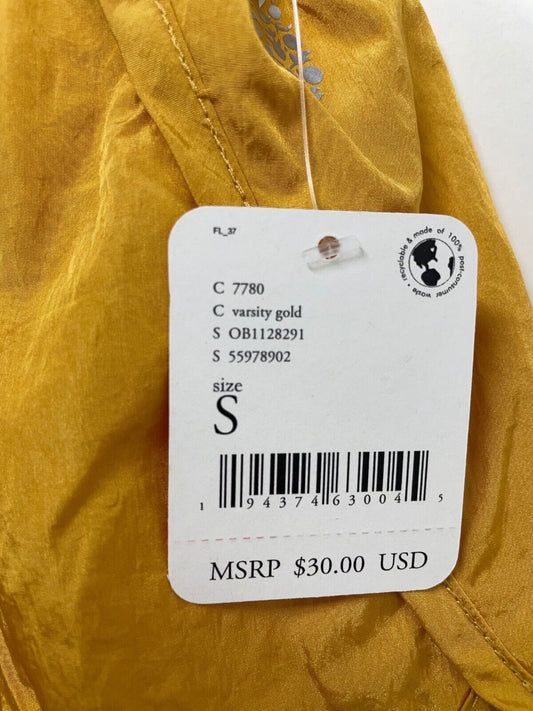 FL_37
recyclable & made of 100% post-consumer waste
C 7780
C varsity gold
S OB1128291
S 55978902
size
S
1 94374 63004 5
MSRP $30.00 USD